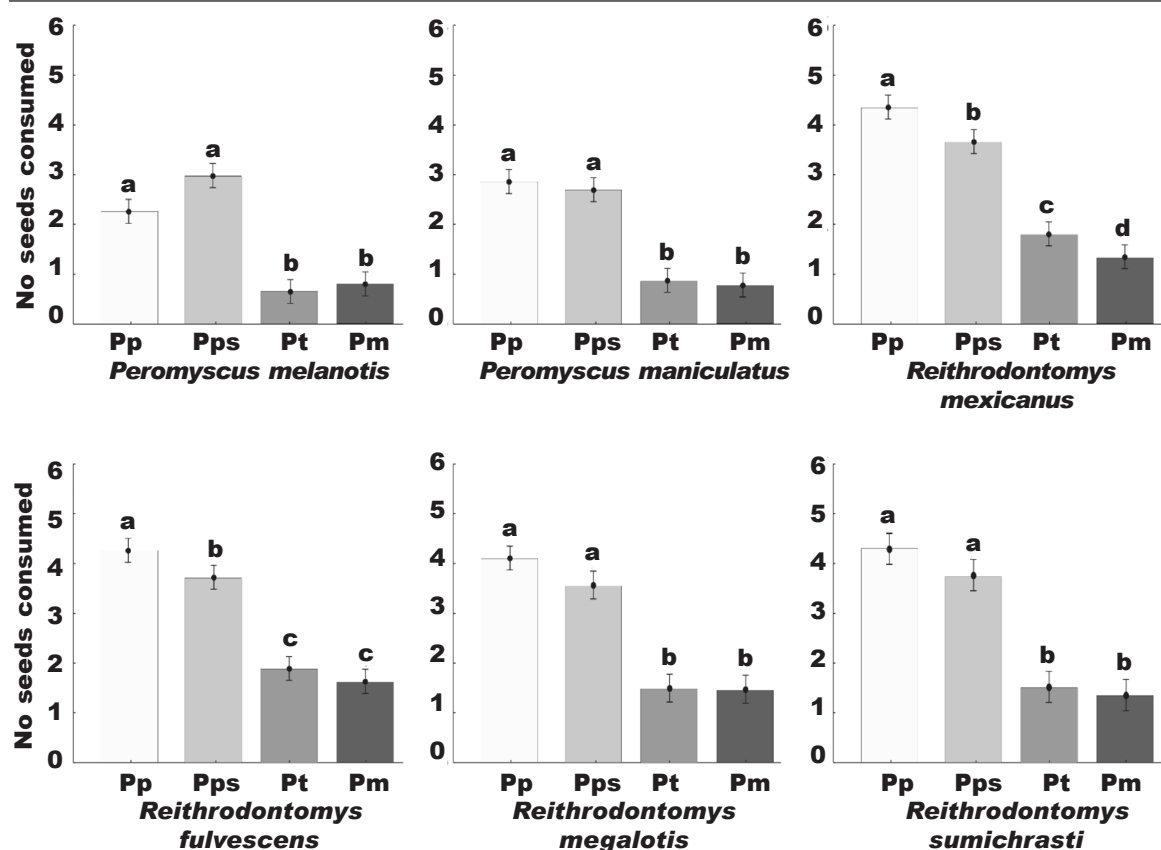 No seeds consumed
6
5
4
3
2
1
0
a
a
b
b
Pp Pps Pt Pm
Peromyscus melanotis
6
5
4
3
2
1
0
a
a
b
b
Pp Pps Pt Pm
Peromyscus maniculatus
6
5
4
3
2
1
0
a
b
c
d
Pp Pps Pt Pm
Reithrodontomys
mexicanus
No seeds consumed
6
5
4
3
2
1
0
a
b
c
c
Pp Pps Pt Pm
Reithrodontomys
fulvescens
6
5
4
3
2
1
0
a
a
b
b
Pp Pps Pt Pm
Reithrodontomys
megalotis
6
5
4
3
2
1
0
a
a
b
b
Pp Pps Pt Pm
Reithrodontomys
sumichrasti